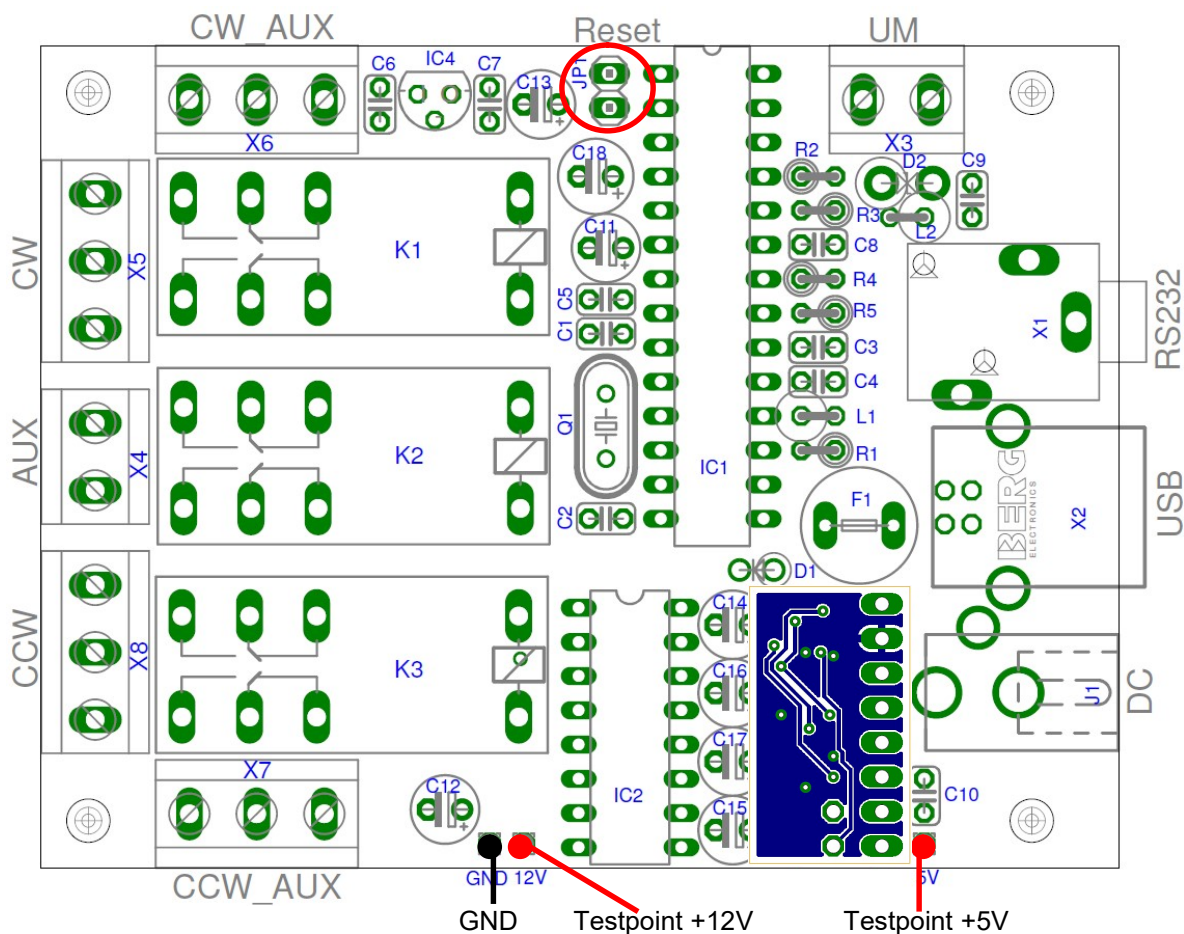 CW_AUX
Reset
UM
C6
IC4
C7
C13
JP1
X6
X3
C18
R2
D2
C9
R3
L2
CW
X5
K1
C11
C8
R4
C5
R5
X1
RS232
C1
C3
C4
AUX
X4
K2
Q1
L1
IC1
R1
F1
BERG
ELECTRONICS
X2
USB
C2
D1
CCW
X8
K3
C14
C16
J1
DC
C17
X7
C12
IC2
C15
C10
GND 12V
5V
CCW_AUX
GND
Testpoint +12V
Testpoint +5V